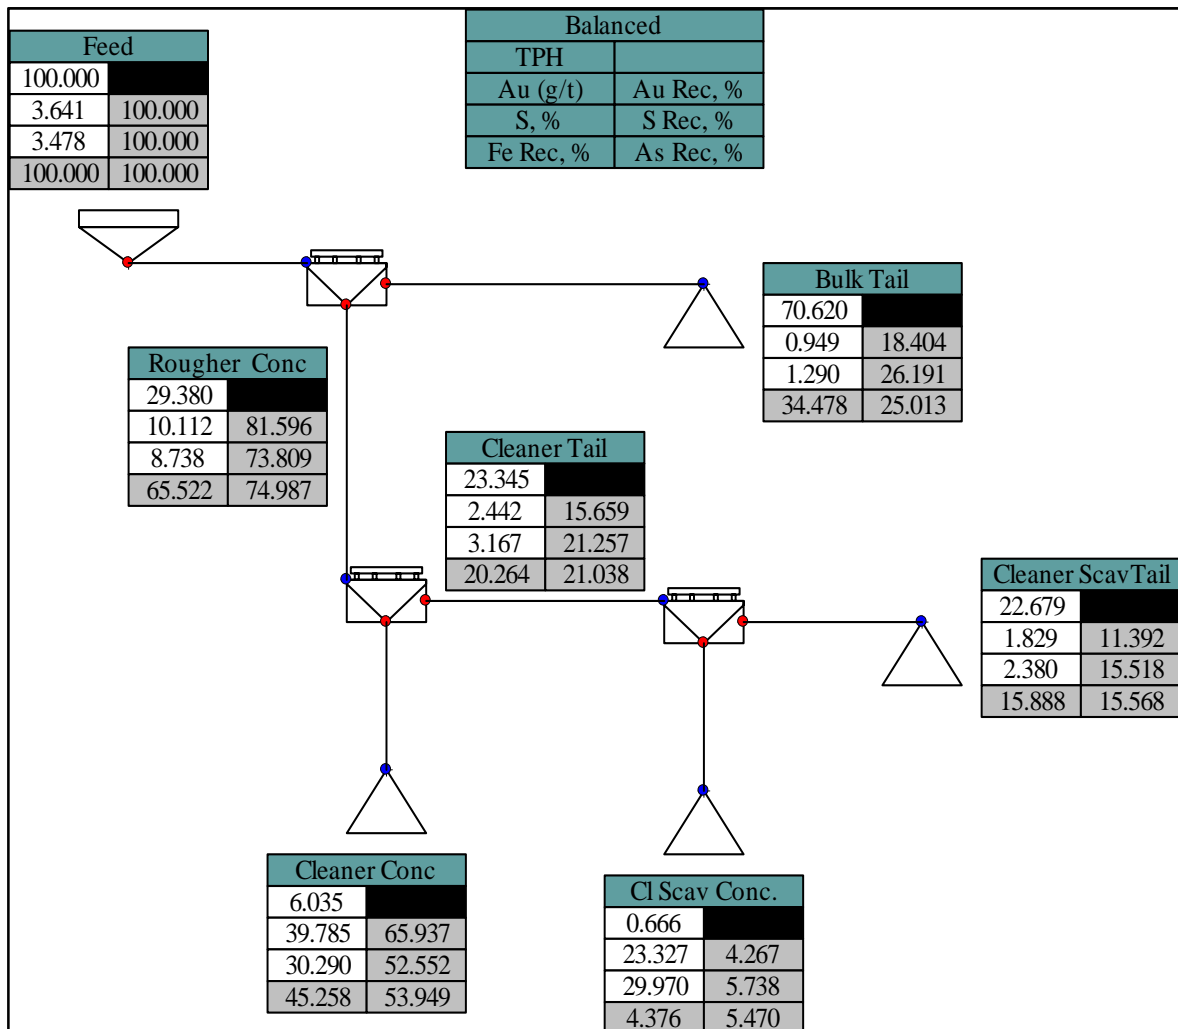 Feed
100.000
3.641 100.000
3.478 100.000
100.000 100.000
Balanced
TPH
Au (g/t) Au Rec, %
S, % S Rec, %
Fe Rec, % As Rec, %
Bulk Tail
70.620
0.949 18.404
1.290 26.191
34.478 25.013
Rougher Conc
29.380
10.112 81.596
8.738 73.809
65.522 74.987
Cleaner Tail
23.345
2.442 15.659
3.167 21.257
20.264 21.038
Cleaner ScavTail
22.679
1.829 11.392
2.380 15.518
15.888 15.568
Cleaner Conc
6.035
39.785 65.937
30.290 52.552
45.258 53.949
Cl Scav Conc.
0.666
23.327 4.267
29.970 5.738
4.376 5.470